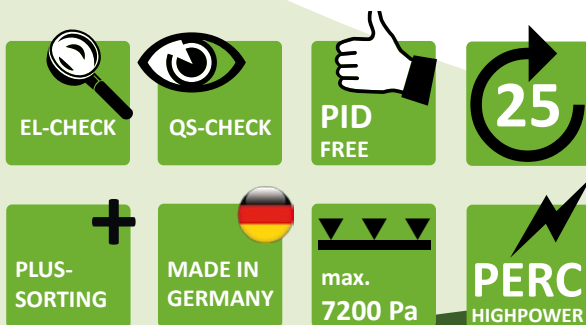 EL-CHECK
QS-CHECK
PID
FREE
25
PLUS-
SORTING
MADE IN
GERMANY
max.
7200 Pa
PERC
HIGHPOWER